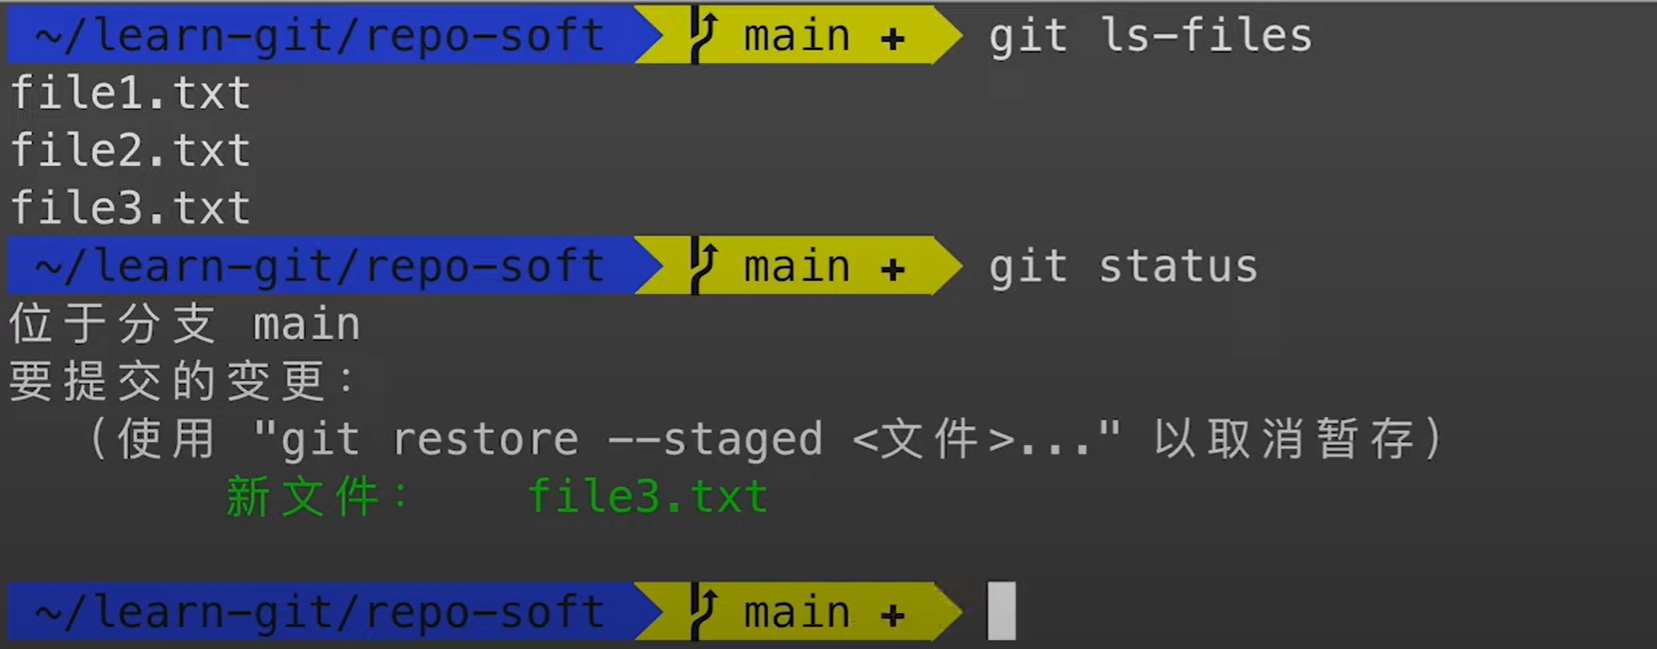 ~/learn-git/repo-soft main + git ls-files
file1.txt
file2.txt
file3.txt
~/learn-git/repo-soft main + git status
位于分支 main
要提交的变更：
（使用 "git restore --staged <文件>..." 以取消暂存）
新文件： file3.txt
~/learn-git/repo-soft main +